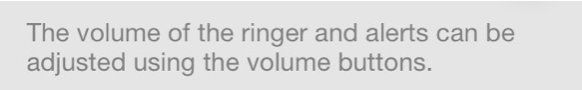 The volume of the ringer and alerts can be
adjusted using the volume buttons.